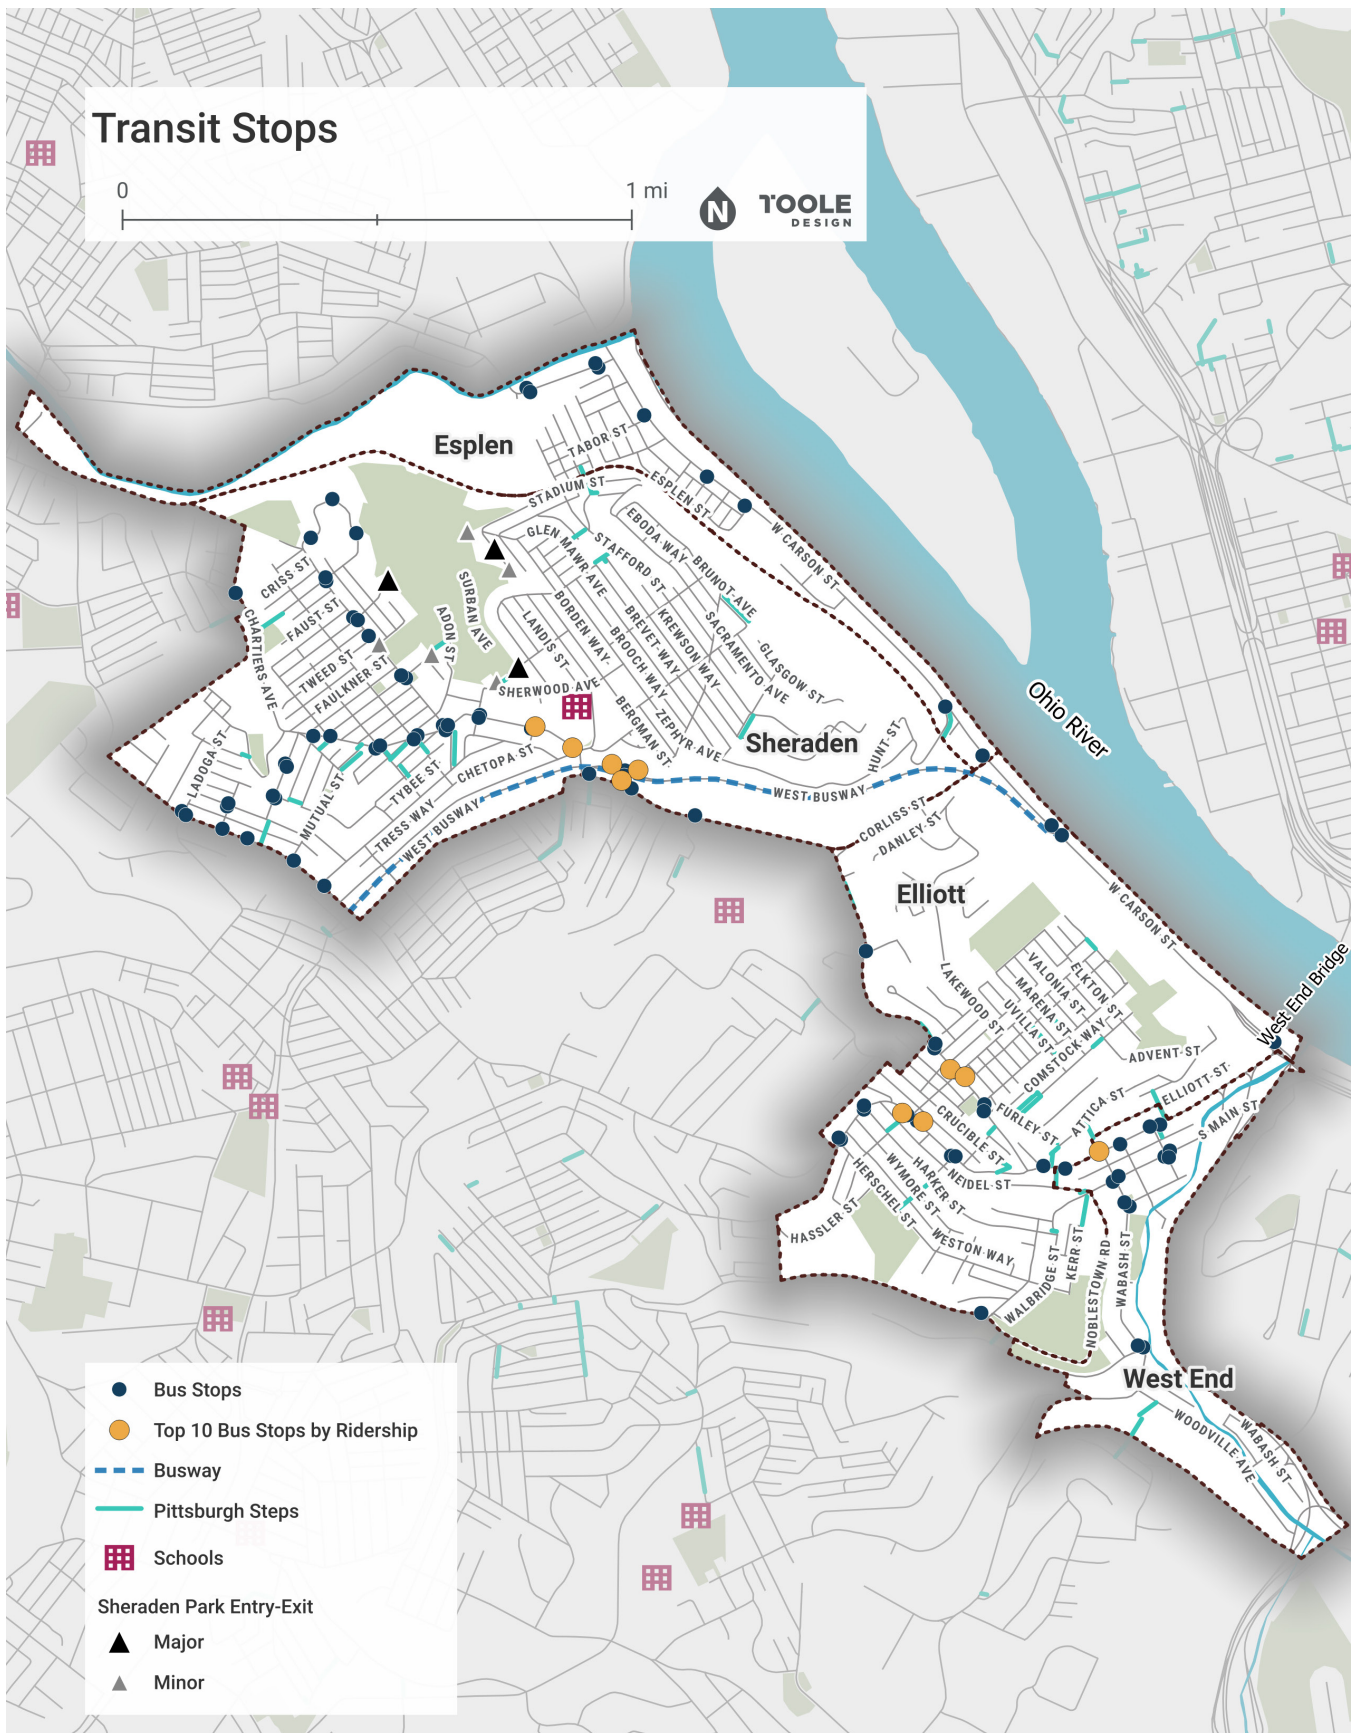 Transit Stops
0
1 mi
N
TOOLE
DESIGN
Esplen
TABOR ST
STADIUM ST
ESPLEN ST
W CARSON ST
EBODA WAY
BRUNOT AVE
GLEN MAWR AVE
STAFFORD ST
CRISS ST
FAUST ST
CHARTIERS AVE
TWEED ST
FAULKNER ST
ADON ST
SURBAN AVE
LANDIS ST
BORDEN WAY
BROOCH WAY
BREVET WAY
KREWSON WAY
SACRAMENTO AVE
GLASGOW ST
SHERWOOD AVE
BERGMAN ST
ZEPHYR AVE
Sheraden
HUNT ST
LADOGA ST
MUTUAL ST
TYBEE ST
CHETOPA ST
TRESS WAY
WEST BUSWAY
WEST BUSWAY
CORLISS ST
DANLEY ST
Ohio River
Elliott
W CARSON ST
LAKEWOOD ST
VALONIA ST
ELKTON ST
MARENA ST
UVILLA ST
COMSTOCK WAY
ADVENT ST
West End Bridge
ATTICA ST
ELLIOTT ST
S MAIN ST
FURLEY ST
CRUCIBLE ST
NEIDEL ST
HARKER ST
WYMORE ST
HERSCHEL ST
HASSLER ST
WESTON WAY
WALBRIDGE ST
KERR ST
NOBLESTOWN RD
WABASH ST
West End
WOODVILLE AVE
WABASH ST
Bus Stops
Top 10 Bus Stops by Ridership
Busway
Pittsburgh Steps
Schools
Sheraden Park Entry-Exit
Major
Minor